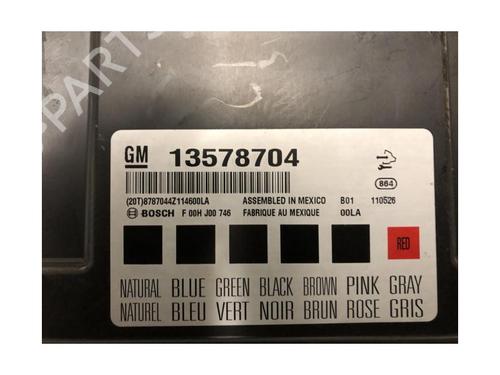 PARTS
GM 13578704
864
(20T)8787044Z114600LA ASSEMBLED IN MEXICO B01 110526
BOSCH F 00H J00 746 FABRIQUE AU MEXIQUE 00LA
RED
NATURAL BLUE GREEN BLACK BROWN PINK GRAY
NATUREL BLEU VERT NOIR BRUN ROSE GRIS